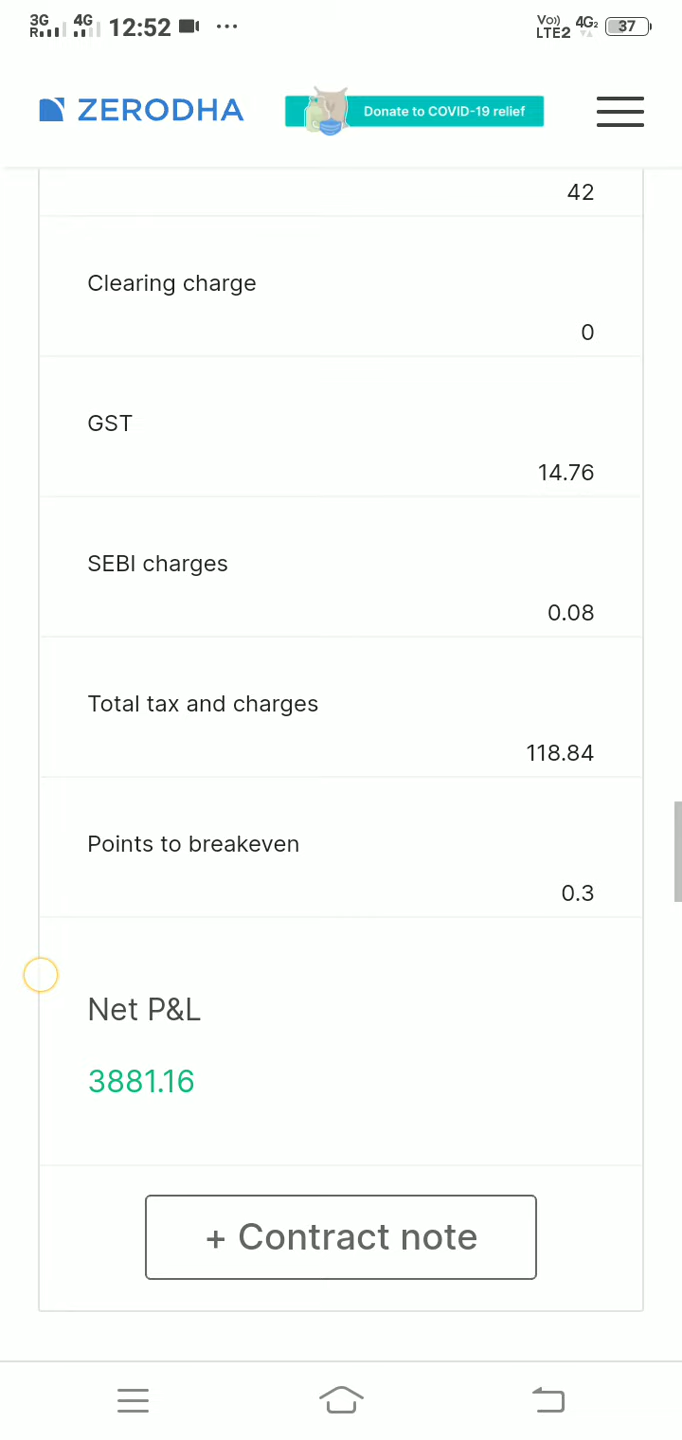 3G 4G 12:52 ... Vo)) 4G2 37
R LTE2
ZERODHA Donate to COVID-19 relief
42
Clearing charge
0
GST
14.76
SEBI charges
0.08
Total tax and charges
118.84
Points to breakeven
0.3
Net P&L
3881.16
+ Contract note